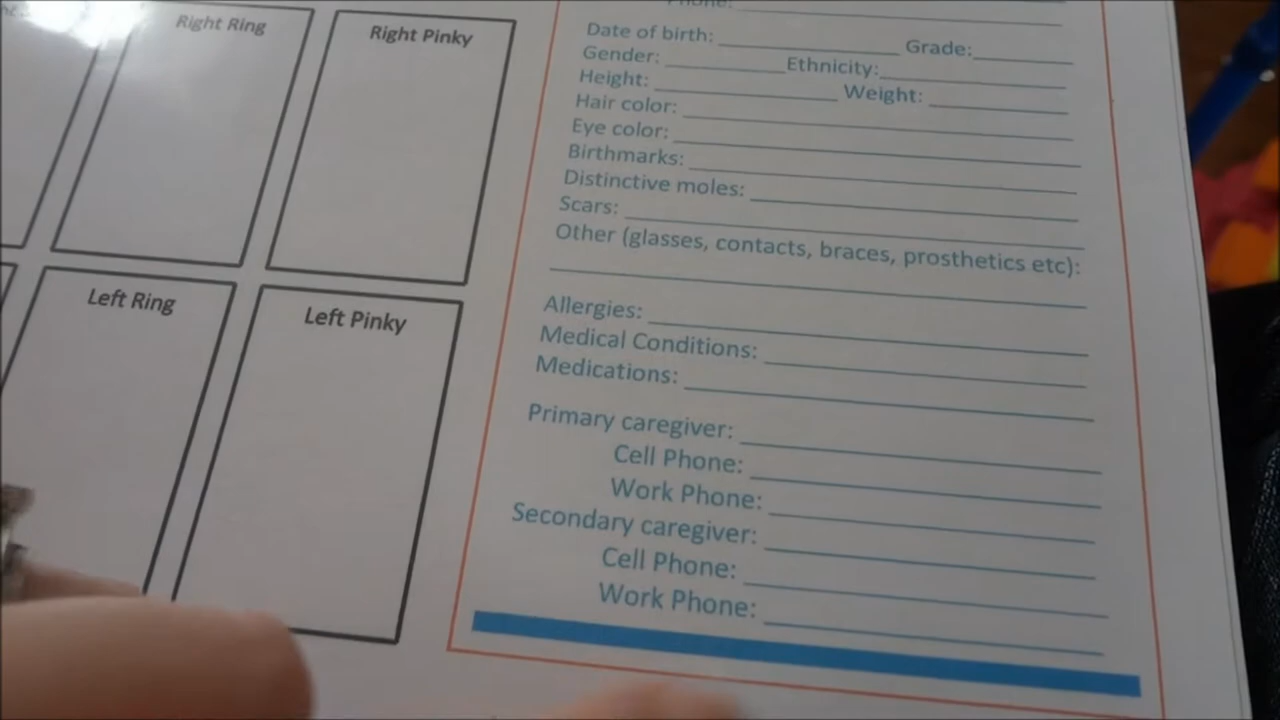 Right Ring
Right Pinky
Left Ring
Left Pinky
Phone:
Date of birth: Grade:
Gender: Ethnicity:
Height: Weight:
Hair color:
Eye color:
Birthmarks:
Distinctive moles:
Scars:
Other (glasses, contacts, braces, prosthetics etc):
Allergies:
Medical Conditions:
Medications:
Primary caregiver:
Cell Phone:
Work Phone:
Secondary caregiver:
Cell Phone:
Work Phone: